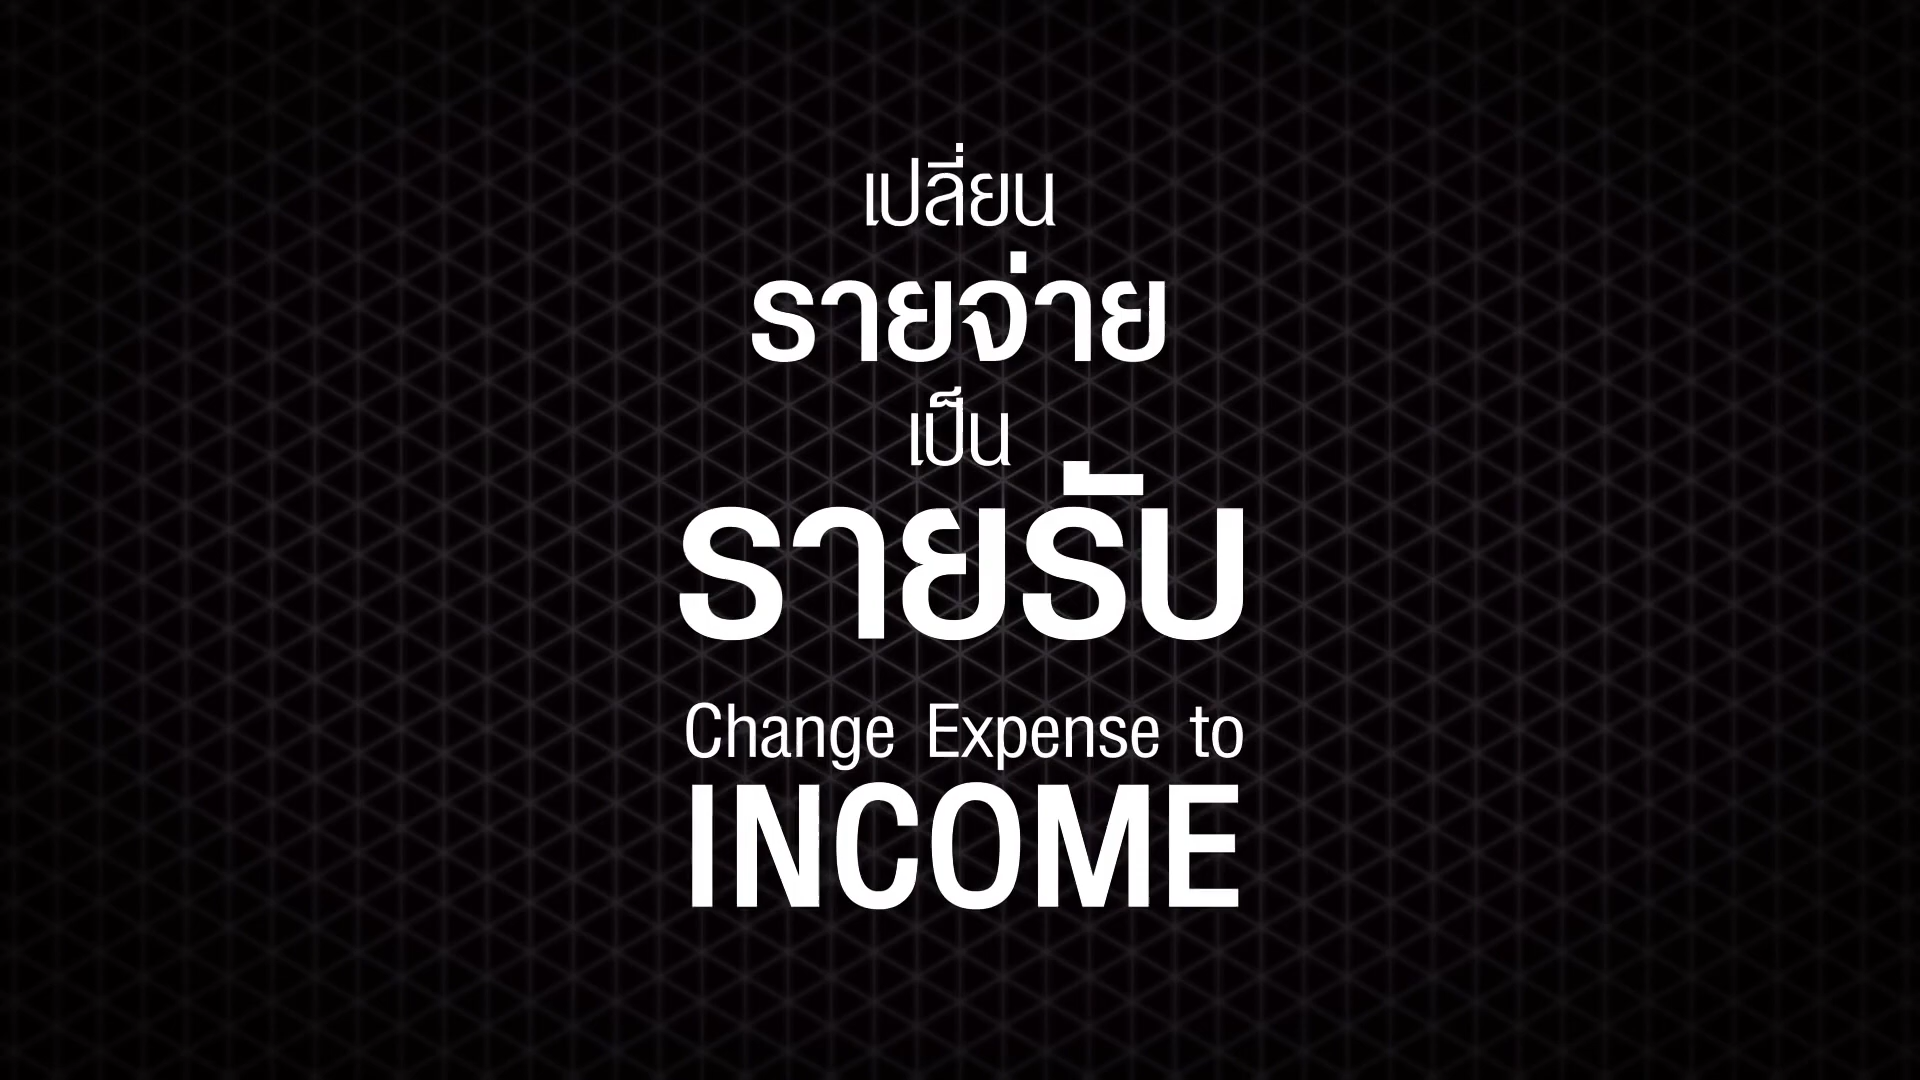 เปลี่ยน
รายจ่าย
เป็น
รายรับ
Change Expense to
INCOME